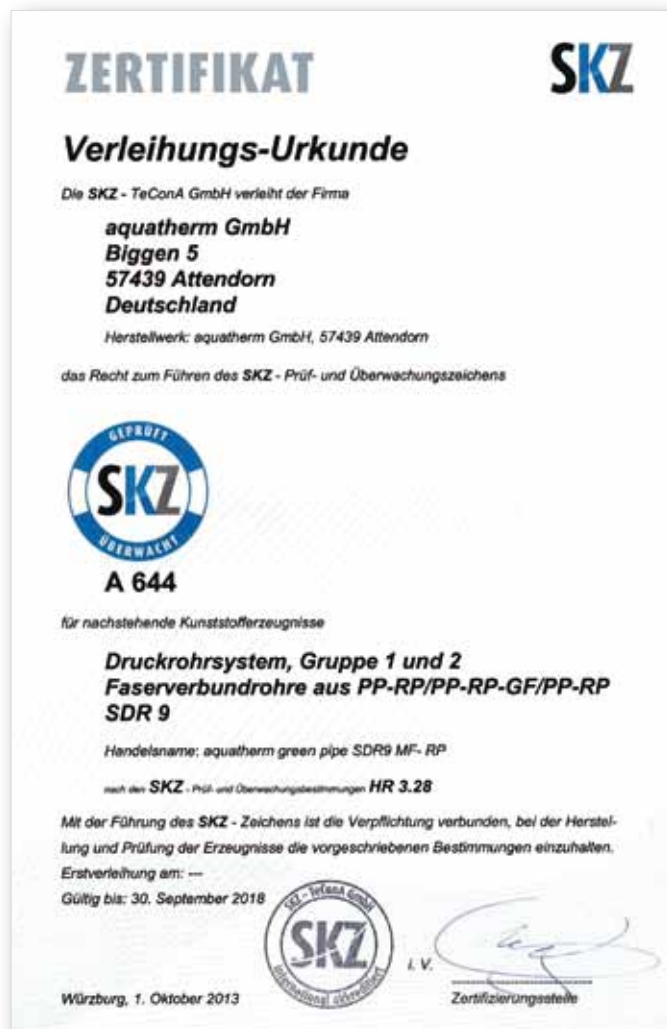 ZERTIFIKAT
SKZ
Verleihungs-Urkunde
Die SKZ - TeConA GmbH verleiht der Firma
aquatherm GmbH
Biggen 5
57439 Attendorn
Deutschland
Herstellwerk: aquatherm GmbH, 57439 Attendorn
das Recht zum Führen des SKZ - Prüf- und Überwachungszeichens
GEPRÜFT
SKZ
ÜBERWACHT
A 644
für nachstehende Kunststofferzeugnisse
Druckrohrsystem, Gruppe 1 und 2
Faserverbundrohre aus PP-RP/PP-RP-GF/PP-RP
SDR 9
Handelsname: aquatherm green pipe SDR9 MF- RP
nach den SKZ - Prüf- und Überwachungsbestimmungen HR 3.28
Mit der Führung des SKZ - Zeichens ist die Verpflichtung verbunden, bei der Herstel-
lung und Prüfung der Erzeugnisse die vorgeschriebenen Bestimmungen einzuhalten.
Erstverleihung am: ---
Gültig bis: 30. September 2018
SKZ - TeConA GmbH
SKZ
international akkreditiert
i. V.
Würzburg, 1. Oktober 2013
Zertifizierungsstelle